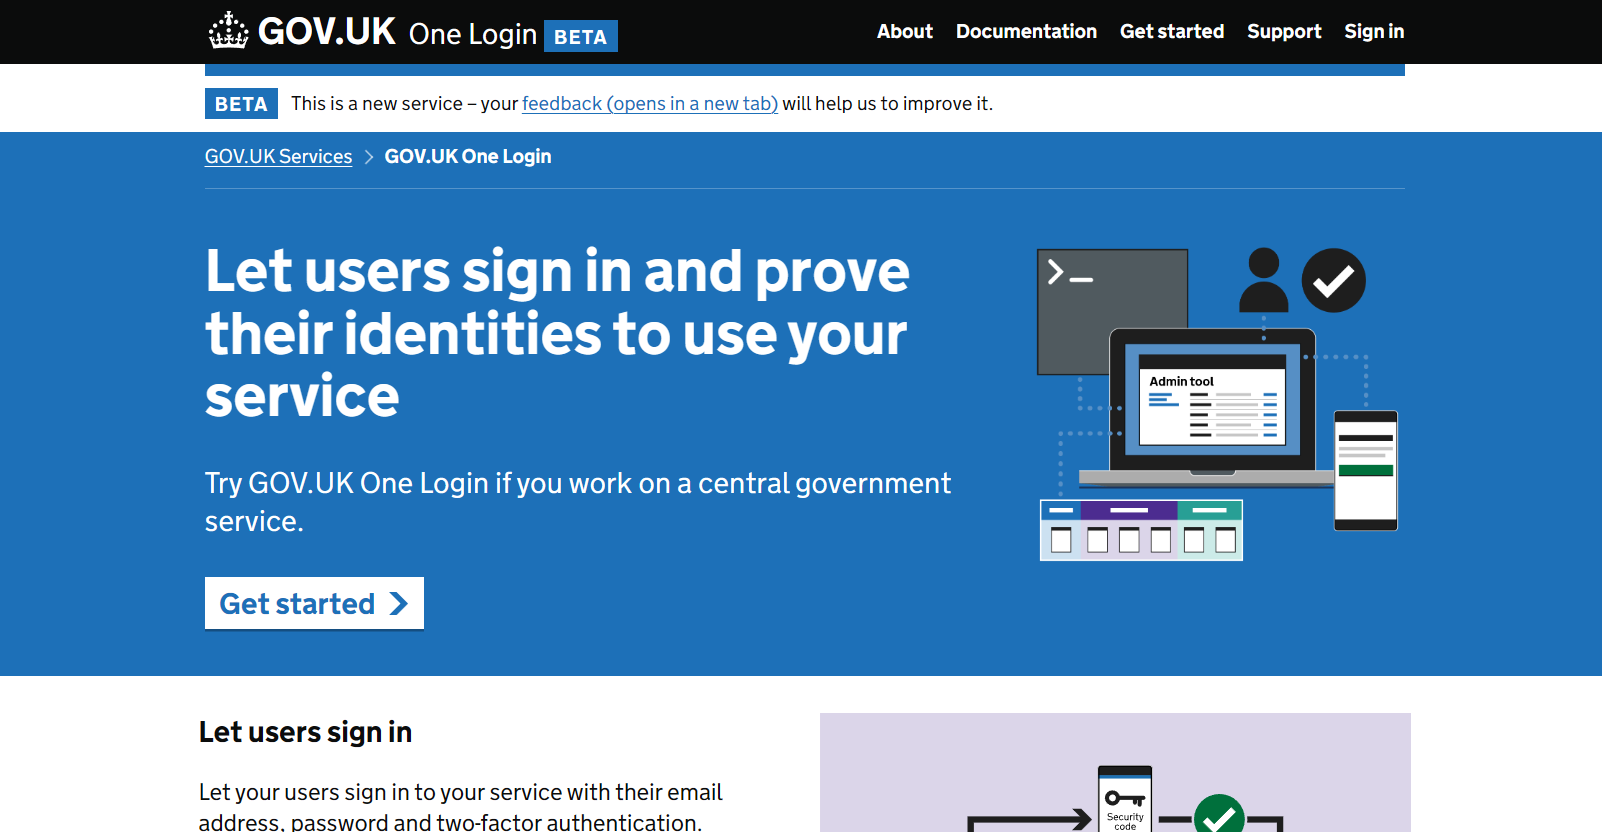 GOV.UK One Login BETA
About Documentation Get started Support Sign in
BETA This is a new service – your feedback (opens in a new tab) will help us to improve it.
GOV.UK Services GOV.UK One Login
Let users sign in and prove
their identities to use your
service
Try GOV.UK One Login if you work on a central government
service.
Get started
Admin tool
Let users sign in
Let your users sign in to your service with their email
address, password and two-factor authentication.
Security
code